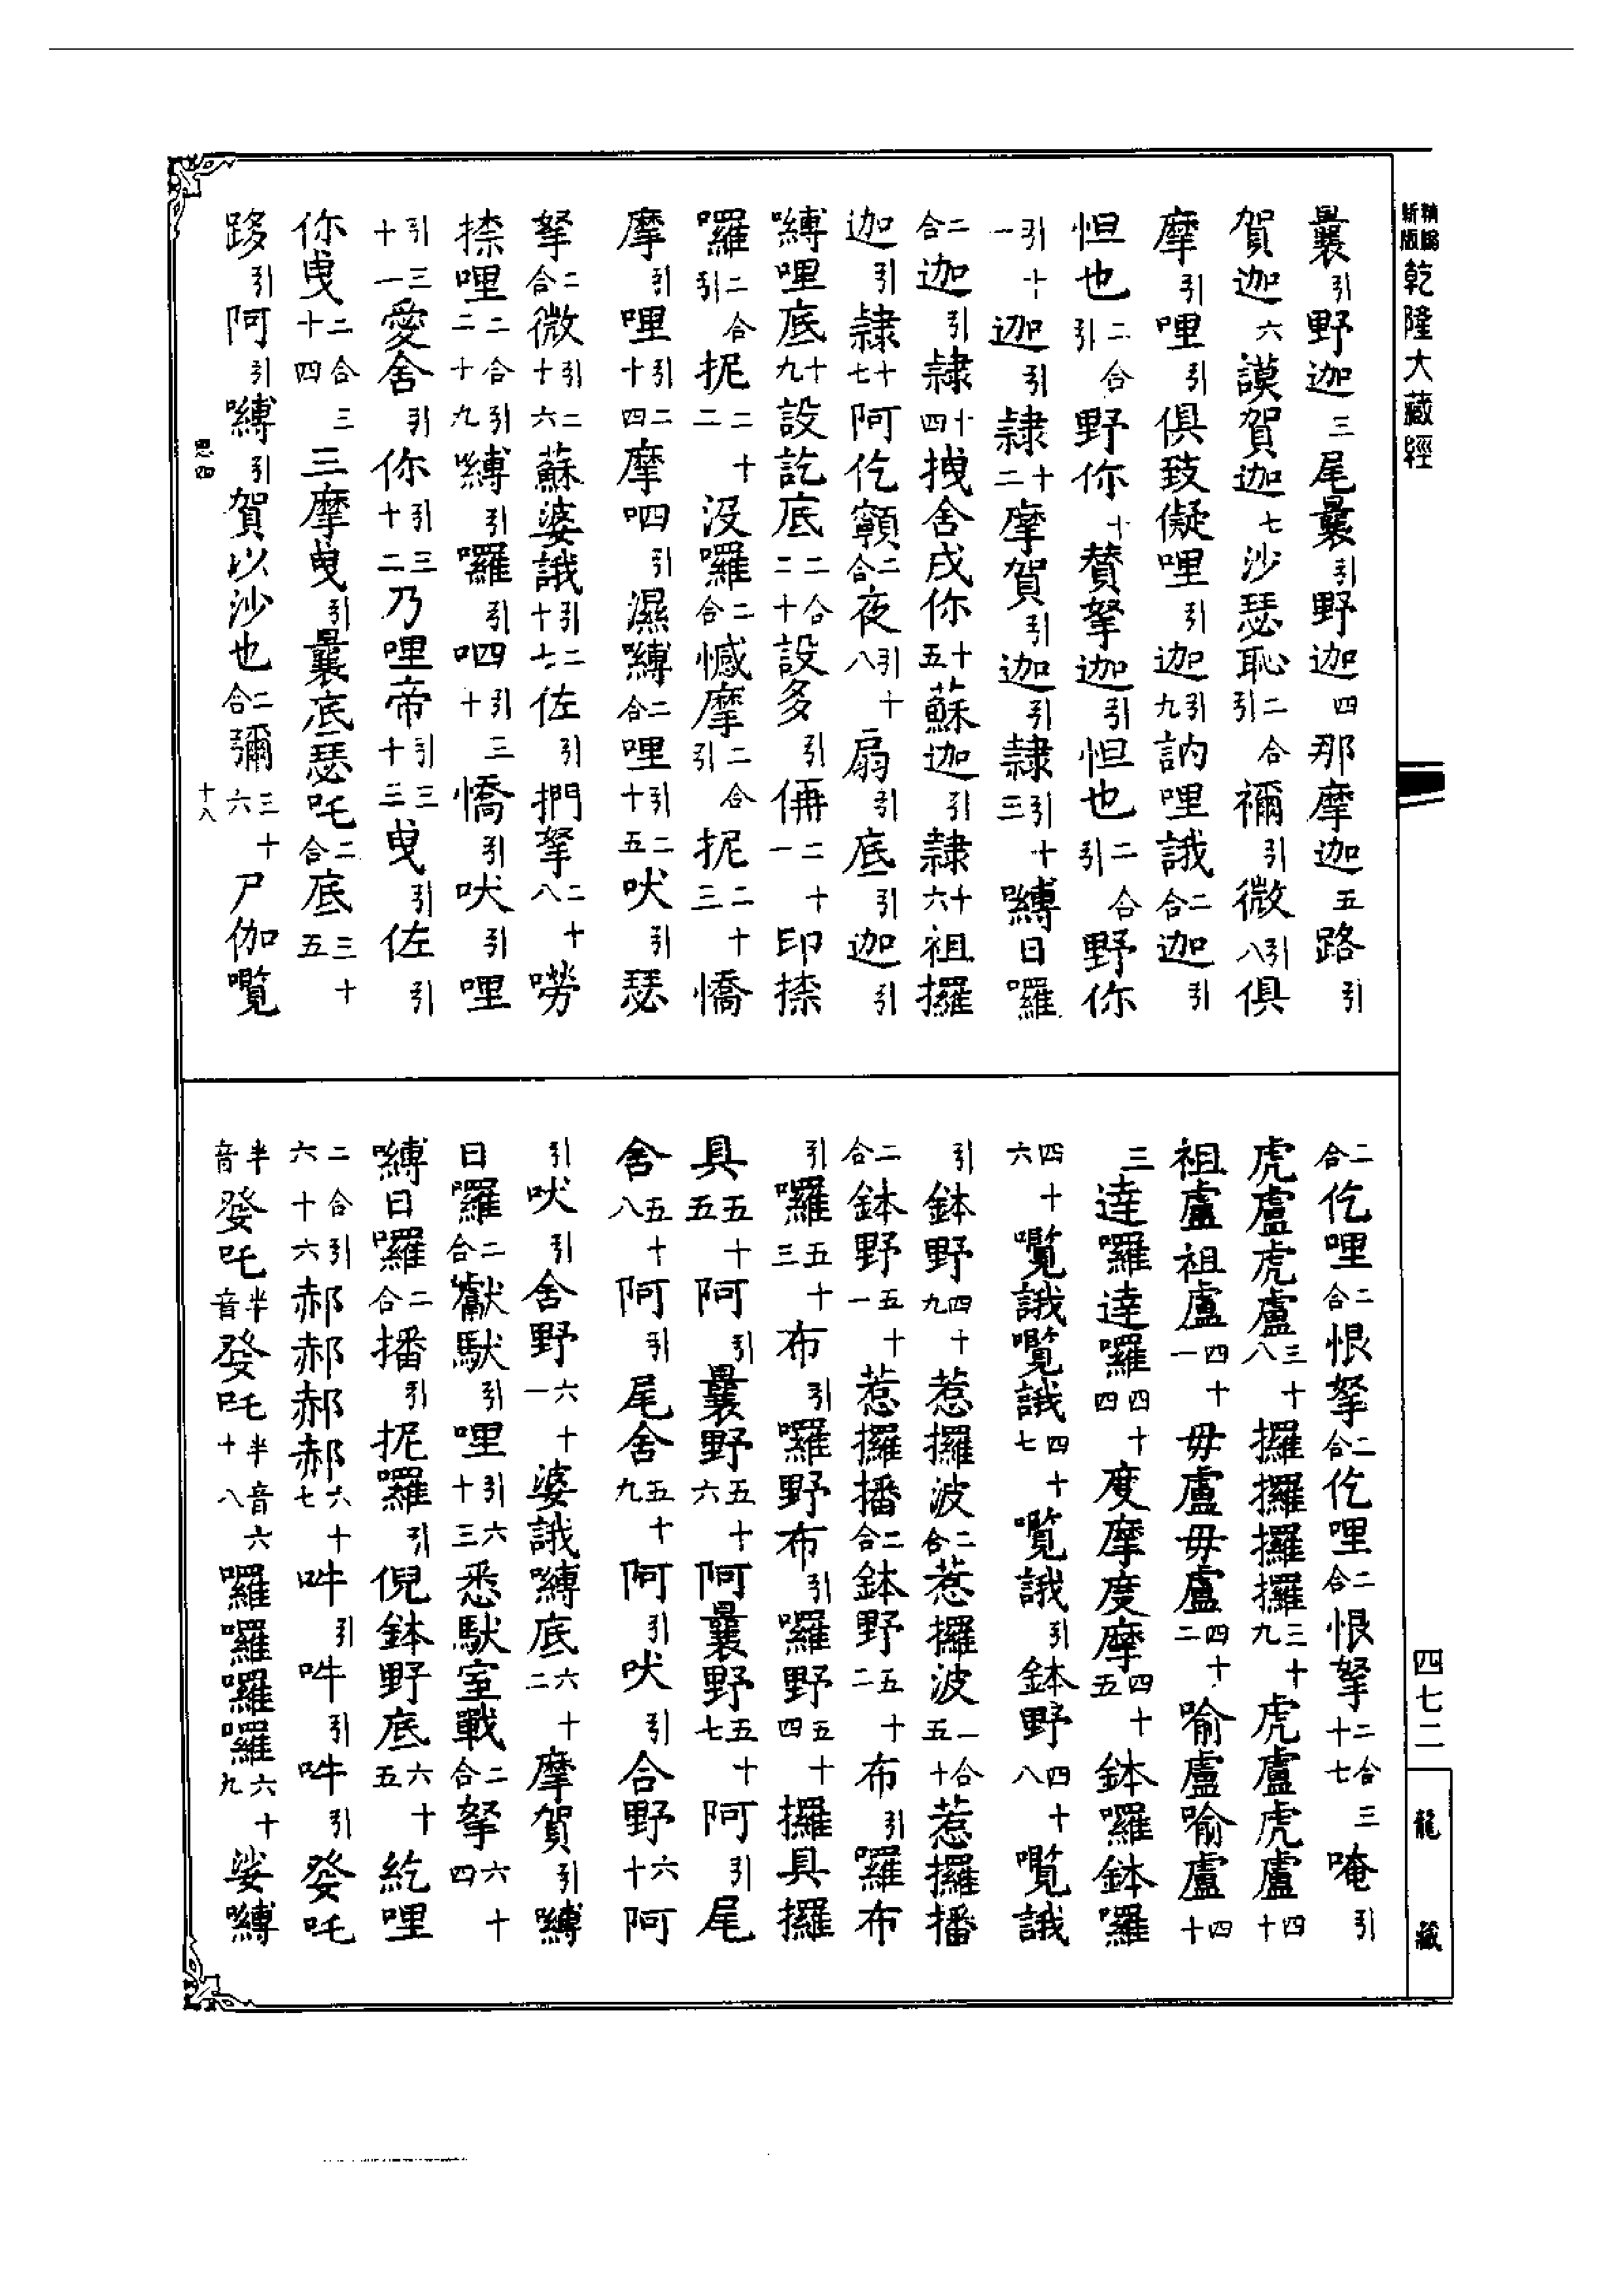 新版精縮乾隆大藏經
曩引野迦三尾曩引野迦四那摩迦五路引
賀迦六謨賀迦七沙瑟恥二合引禰引微引八俱
摩引哩引俱致儗哩引迦引九訥哩誐二合迦引
怛也二合引野你十贊拏迦引怛也二合引野你
引十一迦引隷十二摩賀引迦引隷引十三嚩日囉
二合迦引隷十四拽舍戌你十五蘇迦引隷十六祖攞
迦引隷十七阿仡𩕳二合夜引十八扇引底引迦引
嚩哩底十九設訖底二合二十設多引倂二十一印捺
囉二合引抳二十二沒囉二合憾摩二合引抳二十三憍
摩引哩引二十四摩呬引濕嚩二合哩引二十五吠引瑟
拏二合微引二十六蘇婆誐引二十七佐引捫拏二十八嘮
捺哩二合引二十九嚩引囉引呬引三十憍引吠引哩
引三十一愛舍引你引三十二乃哩帝引三十三曳引佐引
你曳二合三十四三摩曳引曩底瑟吒二合底三十五
跢引阿引嚩引賀以沙也二合彌三十六尸伽囕
思四
十八
二合仡哩二合恨拏二合仡哩二合恨拏二合三十七唵引
虎盧虎盧三十八攞攞攞攞三十九虎盧虎盧四十
祖盧祖盧四十一毋盧毋盧四十二喻盧喻盧四十
三達囉達囉四十四度摩度摩四十五鉢囉鉢囉
四十六囕誐囕誐四十七囕誐引鉢野四十八囕誐
引鉢野四十九惹攞波二合惹攞波二合五十惹攞播
二合鉢野五十一惹攞播二合鉢野五十二布引囉布
引囉五十三布引囉野布引囉野五十四攞具攞
具五十五阿引曩野五十六阿曩野五十七阿引尾
舍五十八阿引尾舍五十九阿引吠引合野六十阿
引吠引舍野六十一婆誐嚩底六十二摩賀引嚩
日囉二合獻馱引哩引六十三悉馱室戰二合拏六十四
嚩日囉二合播引抳囉引倪鉢野底六十五紇哩
二合引六十六郝郝郝郝六十七吽引吽引吽引發吒
半音發吒半音發吒半音六十八囉囉囉囉六十九娑嚩
四七二
龍藏